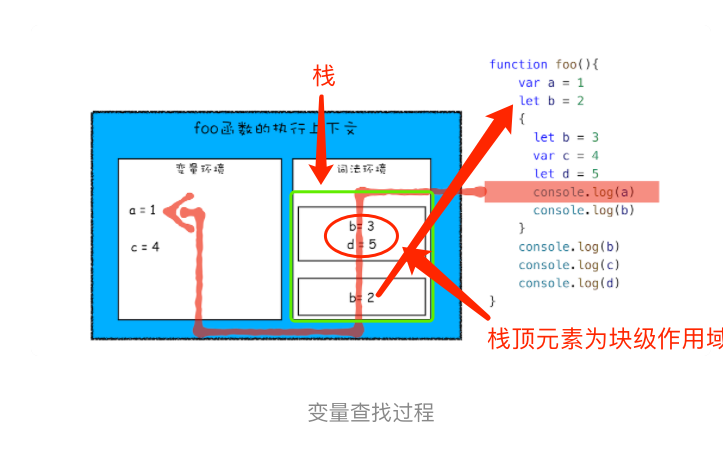 栈
foo函数的执行上下文
变量环境
词法环境
a = 1
c = 4
b= 3
d = 5
b= 2
function foo(){
var a = 1
let b = 2
{
let b = 3
var c = 4
let d = 5
console.log(a)
console.log(b)
}
console.log(b)
console.log(c)
console.log(d)
}
栈顶元素为块级作用域
变量查找过程